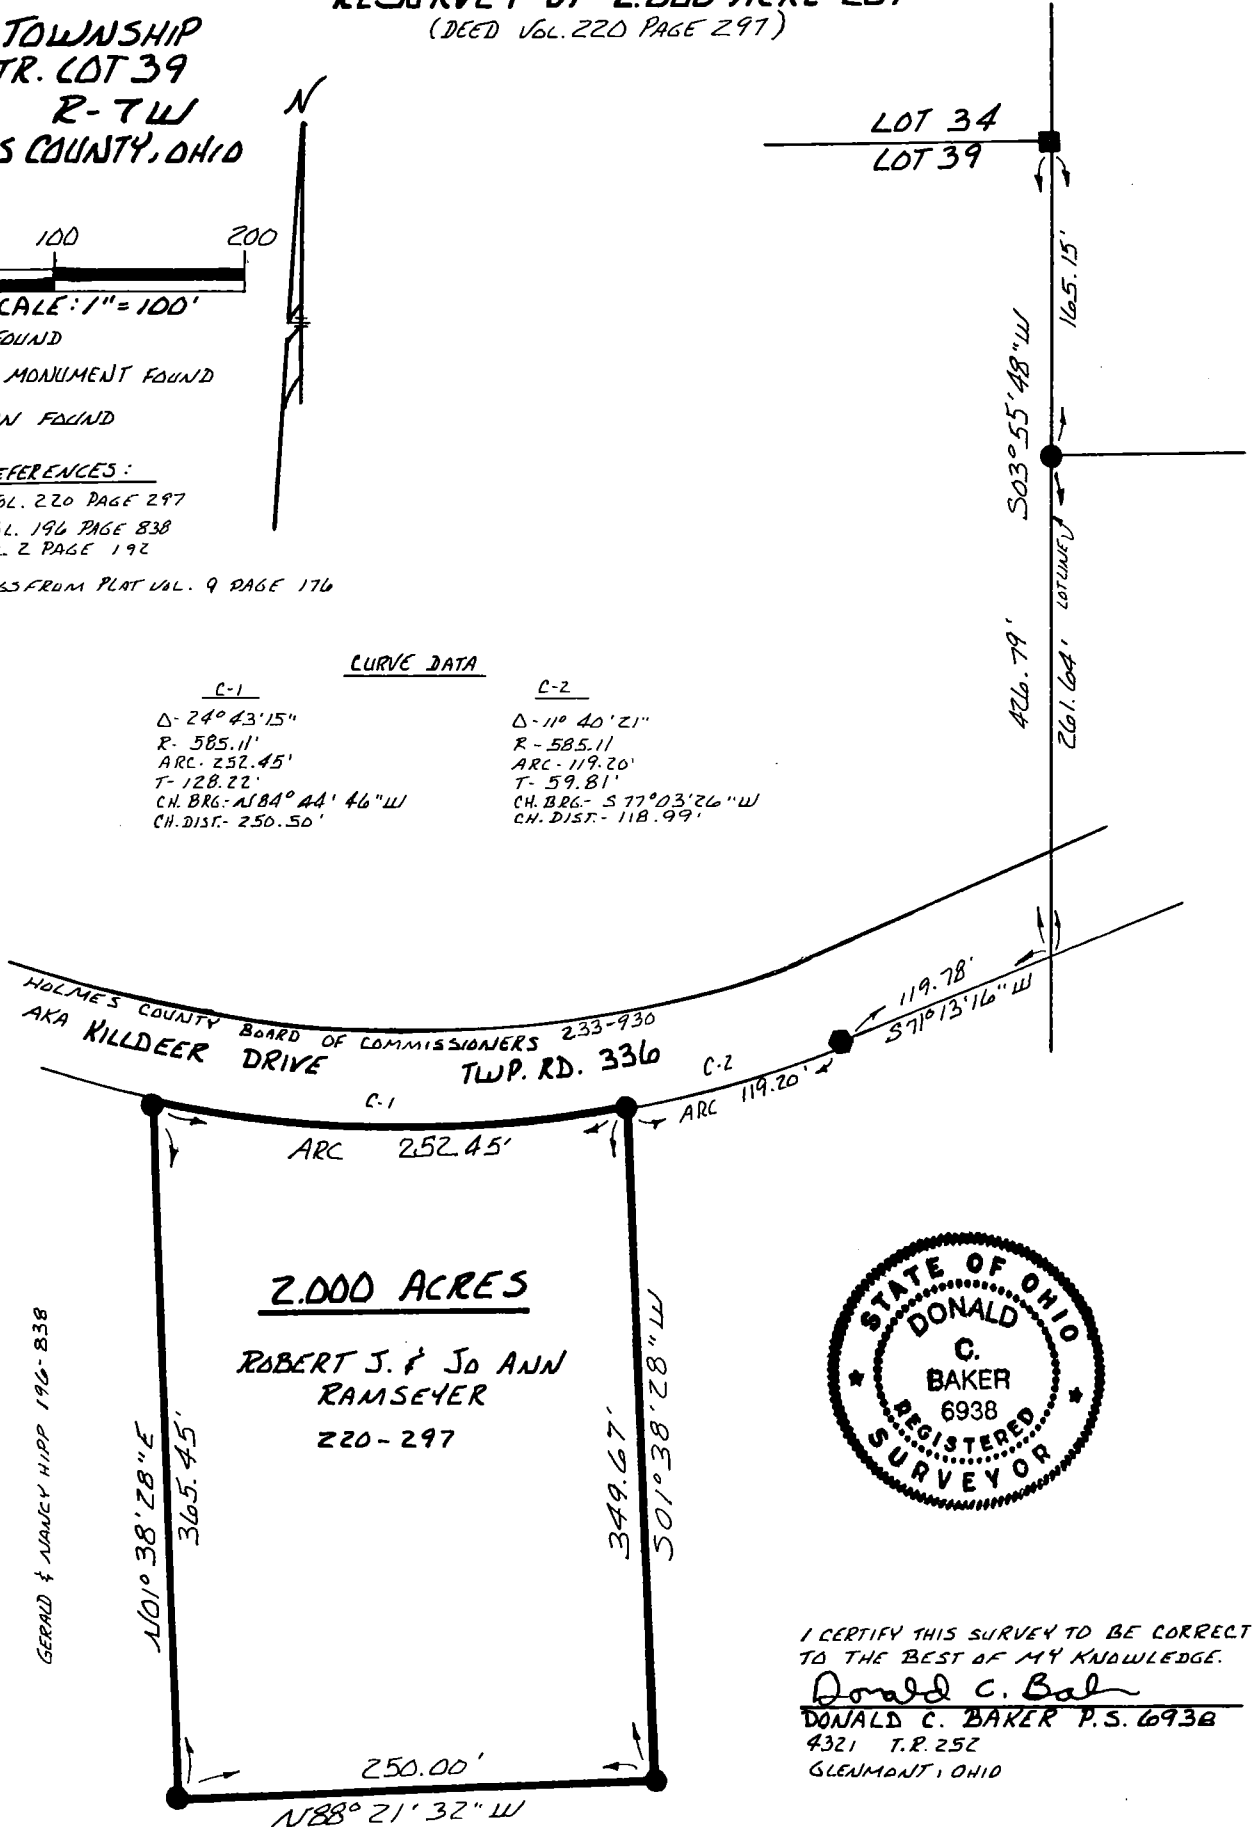 (DEED VOL. 220 PAGE 297)
TOWNSHIP
TR. LOT 39
R-7W
S COUNTY, OHIO
N
100 200
CALE: 1"=100'
FOUND
MONUMENT FOUND
N FOUND
EFERENCES:
OL. 220 PAGE 297
L. 196 PAGE 838
L. 2 PAGE 192
GS FROM PLAT VOL. 9 PAGE 176
LOT 34
LOT 39
165.15'
S03°55'48"W
LOT LINE
426.79'
261.64'
CURVE DATA
C-1
Δ- 24°43'15"
R- 585.11'
ARC- 252.45'
T- 128.22'
CH. BRG.- N84°44'46"W
CH. DIST.- 250.50'
C-2
Δ- 11°40'21"
R- 585.11
ARC- 119.20'
T- 59.81'
CH. BRG.- S77°03'26"W
CH. DIST.- 118.99'
HOLMES COUNTY BOARD OF COMMISSIONERS 233-930
AKA KILLDEER DRIVE TWP. RD. 336
119.78'
S71°13'16"W
C-2
ARC 119.20'
C-1
ARC 252.45'
2.000 ACRES
ROBERT J. & JO ANN
RAMSEYER
220-297
GERALD & NANCY HIPP 196-838
N01°38'28"E
365.45'
349.67'
S01°38'28"W
250.00'
N88°21'32"W
STATE OF OHIO
DONALD
C.
BAKER
6938
REGISTERED
SURVEYOR
I CERTIFY THIS SURVEY TO BE CORRECT
TO THE BEST OF MY KNOWLEDGE.
Donald C. Bak
DONALD C. BAKER P.S. 6938
4321 T.R. 252
GLENMONT, OHIO